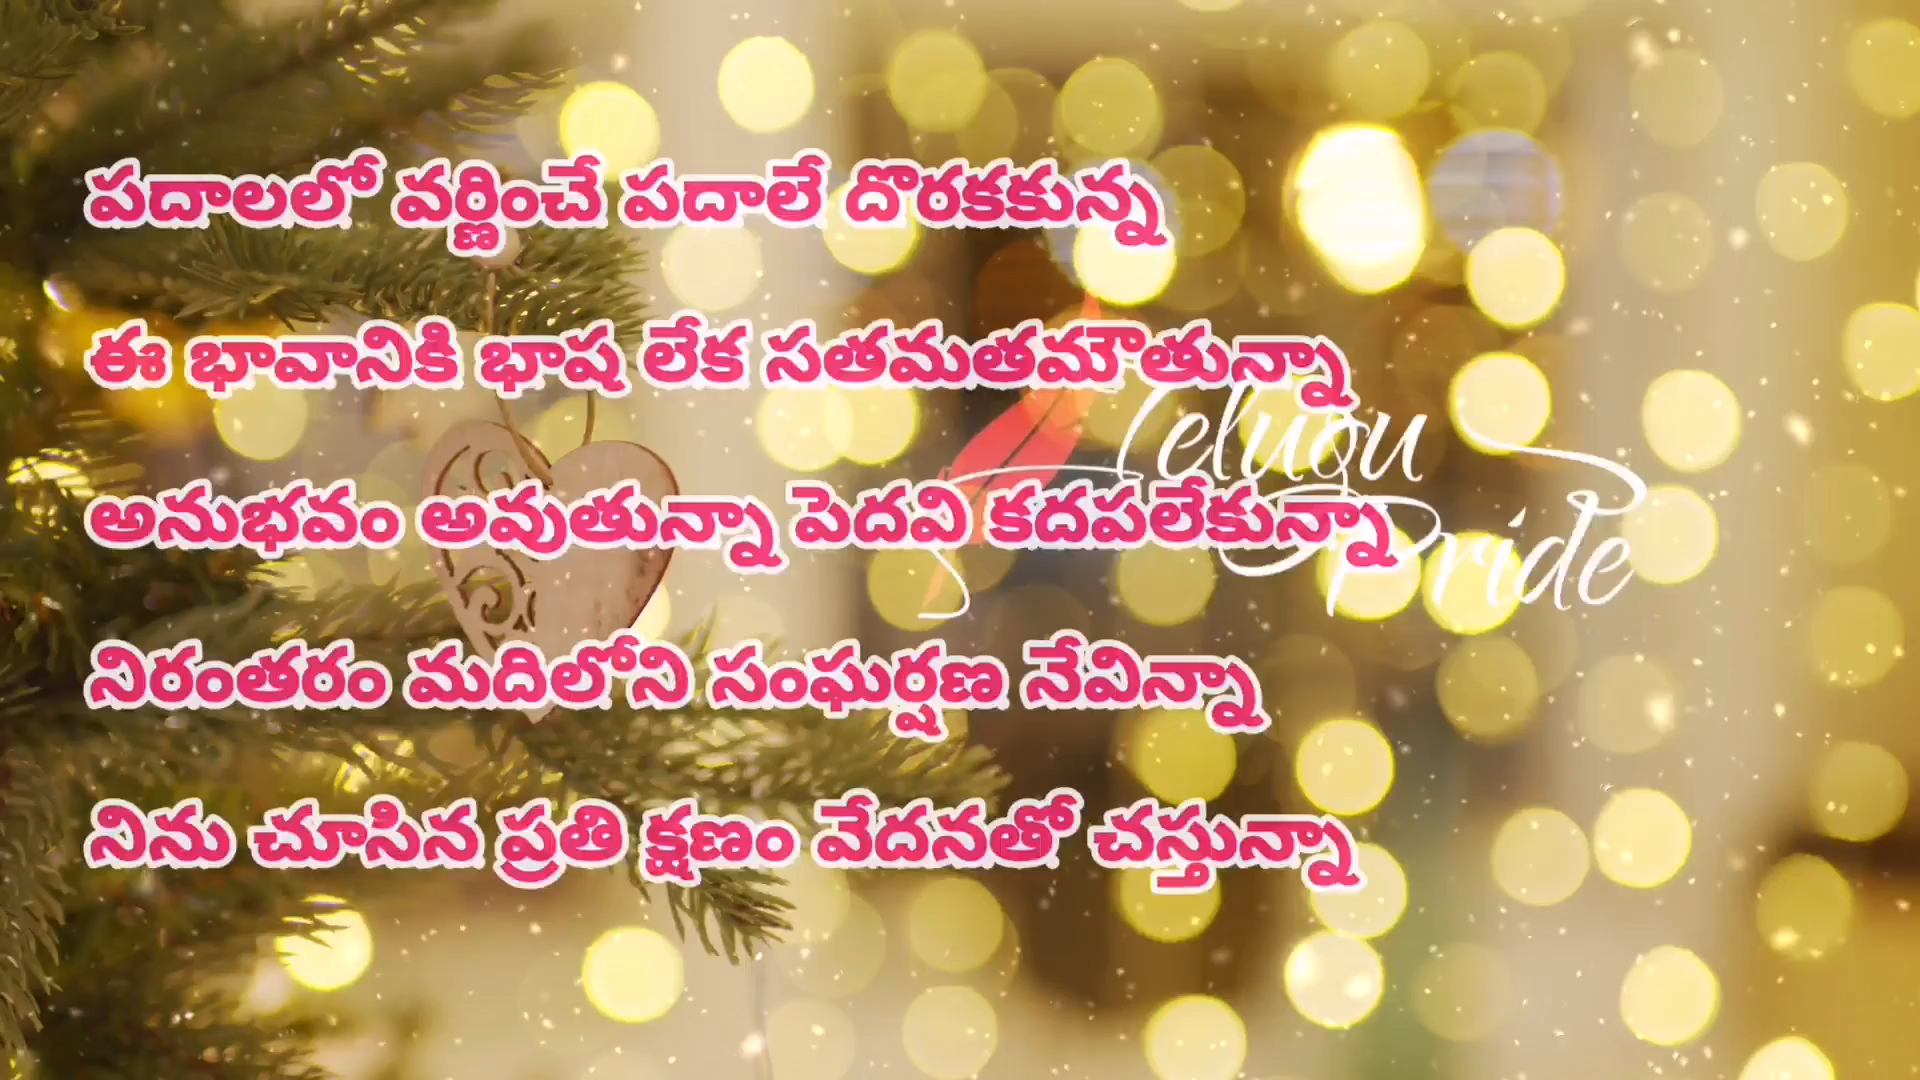 పదాలలో వర్ణించే పదాలే దొరకకున్న
ఈ భావానికి భాష లేక సతమతమౌతున్నా
Telugu
అనుభవం అవుతున్నా పెదవి కదపలేకున్నా
Pride
నిరంతరం మదిలోని సంఘర్షణ నేవిన్నా
నిను చూసిన ప్రతి క్షణం వేదనతో చస్తున్నా